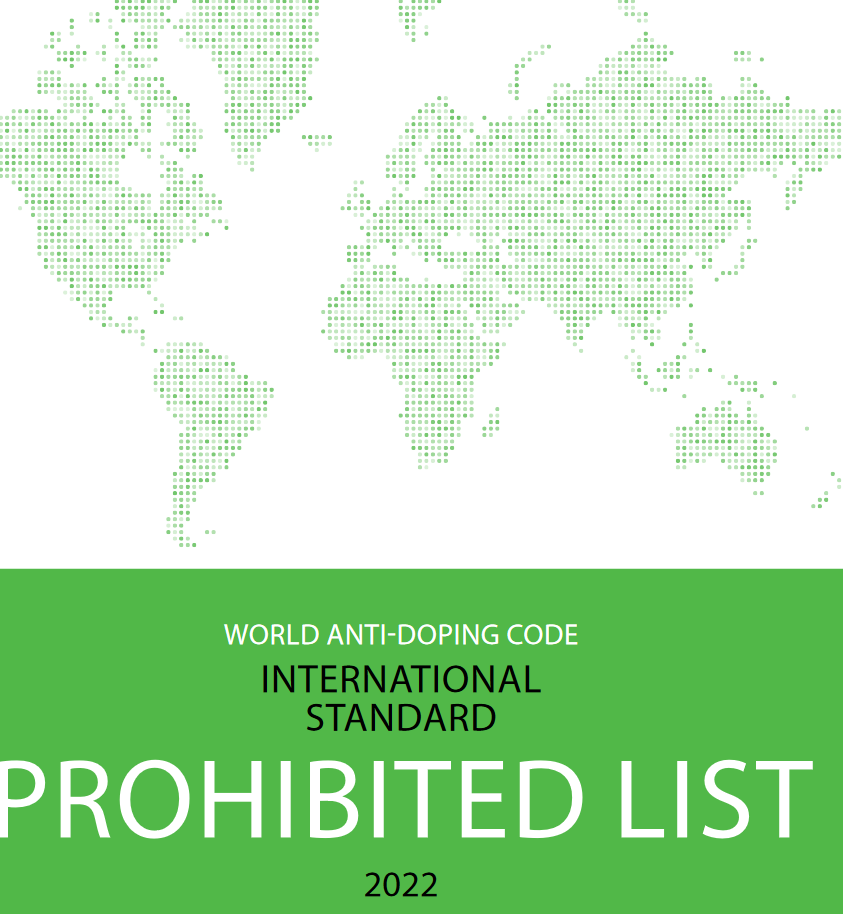 WORLD ANTI-DOPING CODE
INTERNATIONAL
STANDARD
PROHIBITED LIST
2022